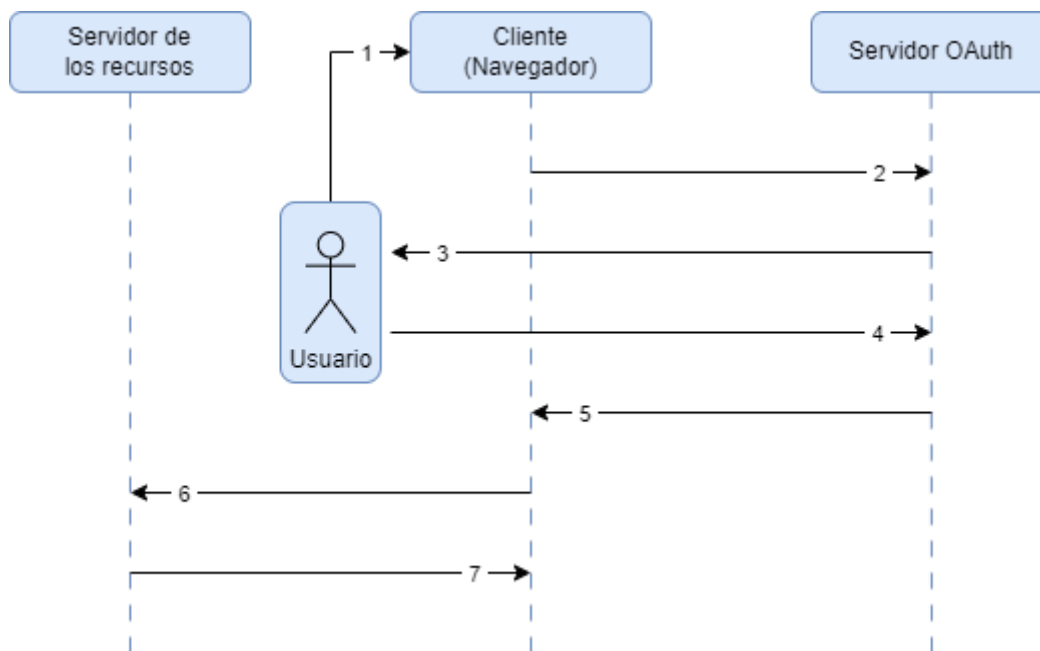 Servidor de
los recursos
Cliente
(Navegador)
Servidor OAuth
1
2
3
4
Usuario
5
6
7